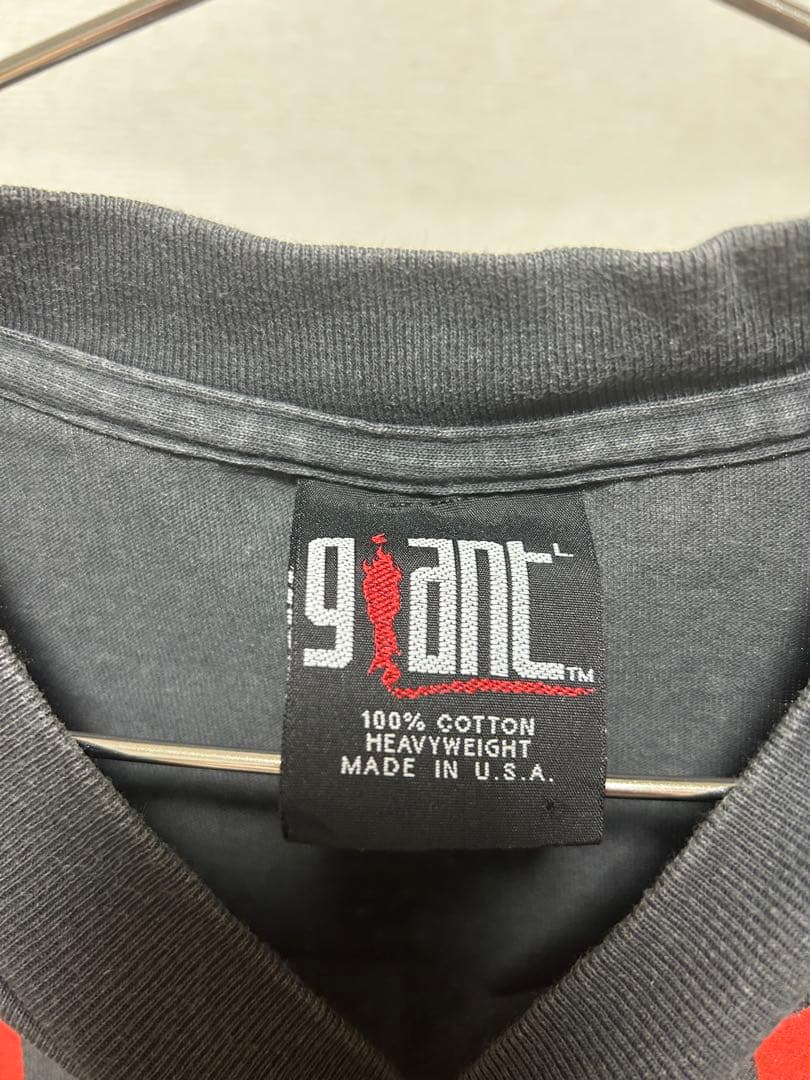 giant L
TM
100% COTTON
HEAVYWEIGHT
MADE IN U.S.A.